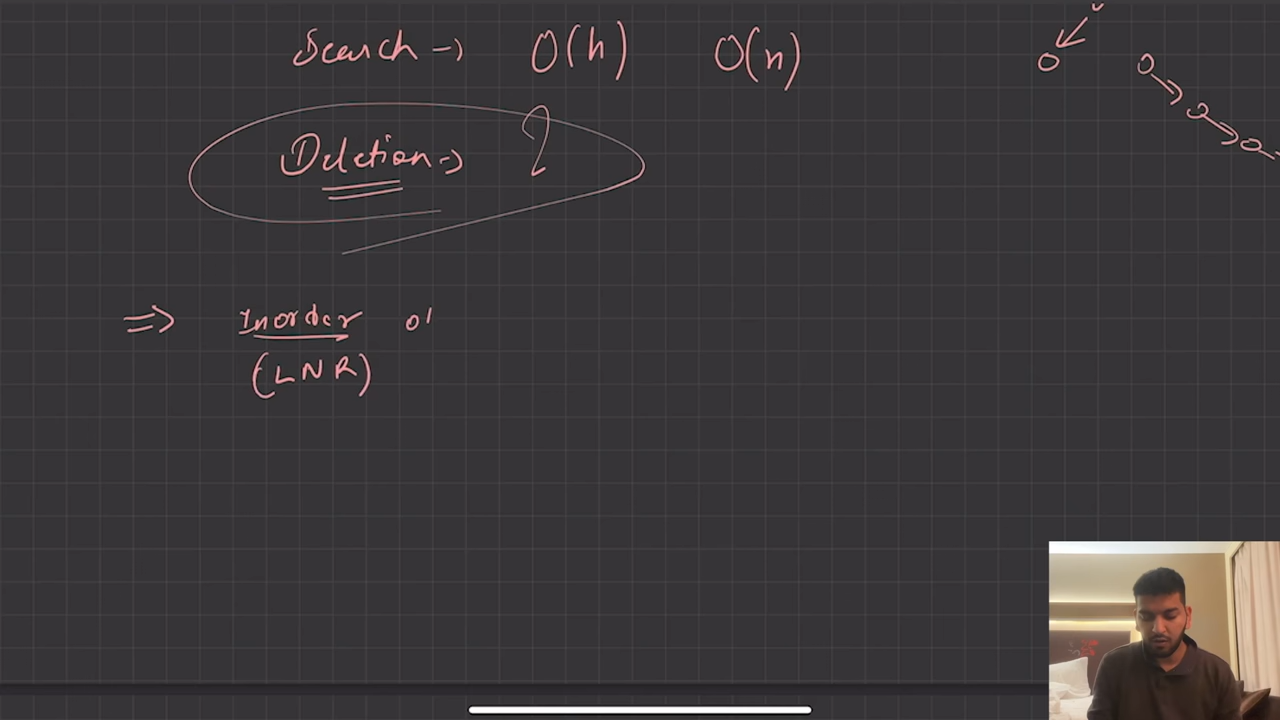 Search → O(h) O(n)
Deletion → ?
⇒ Inorder o
(LNR)